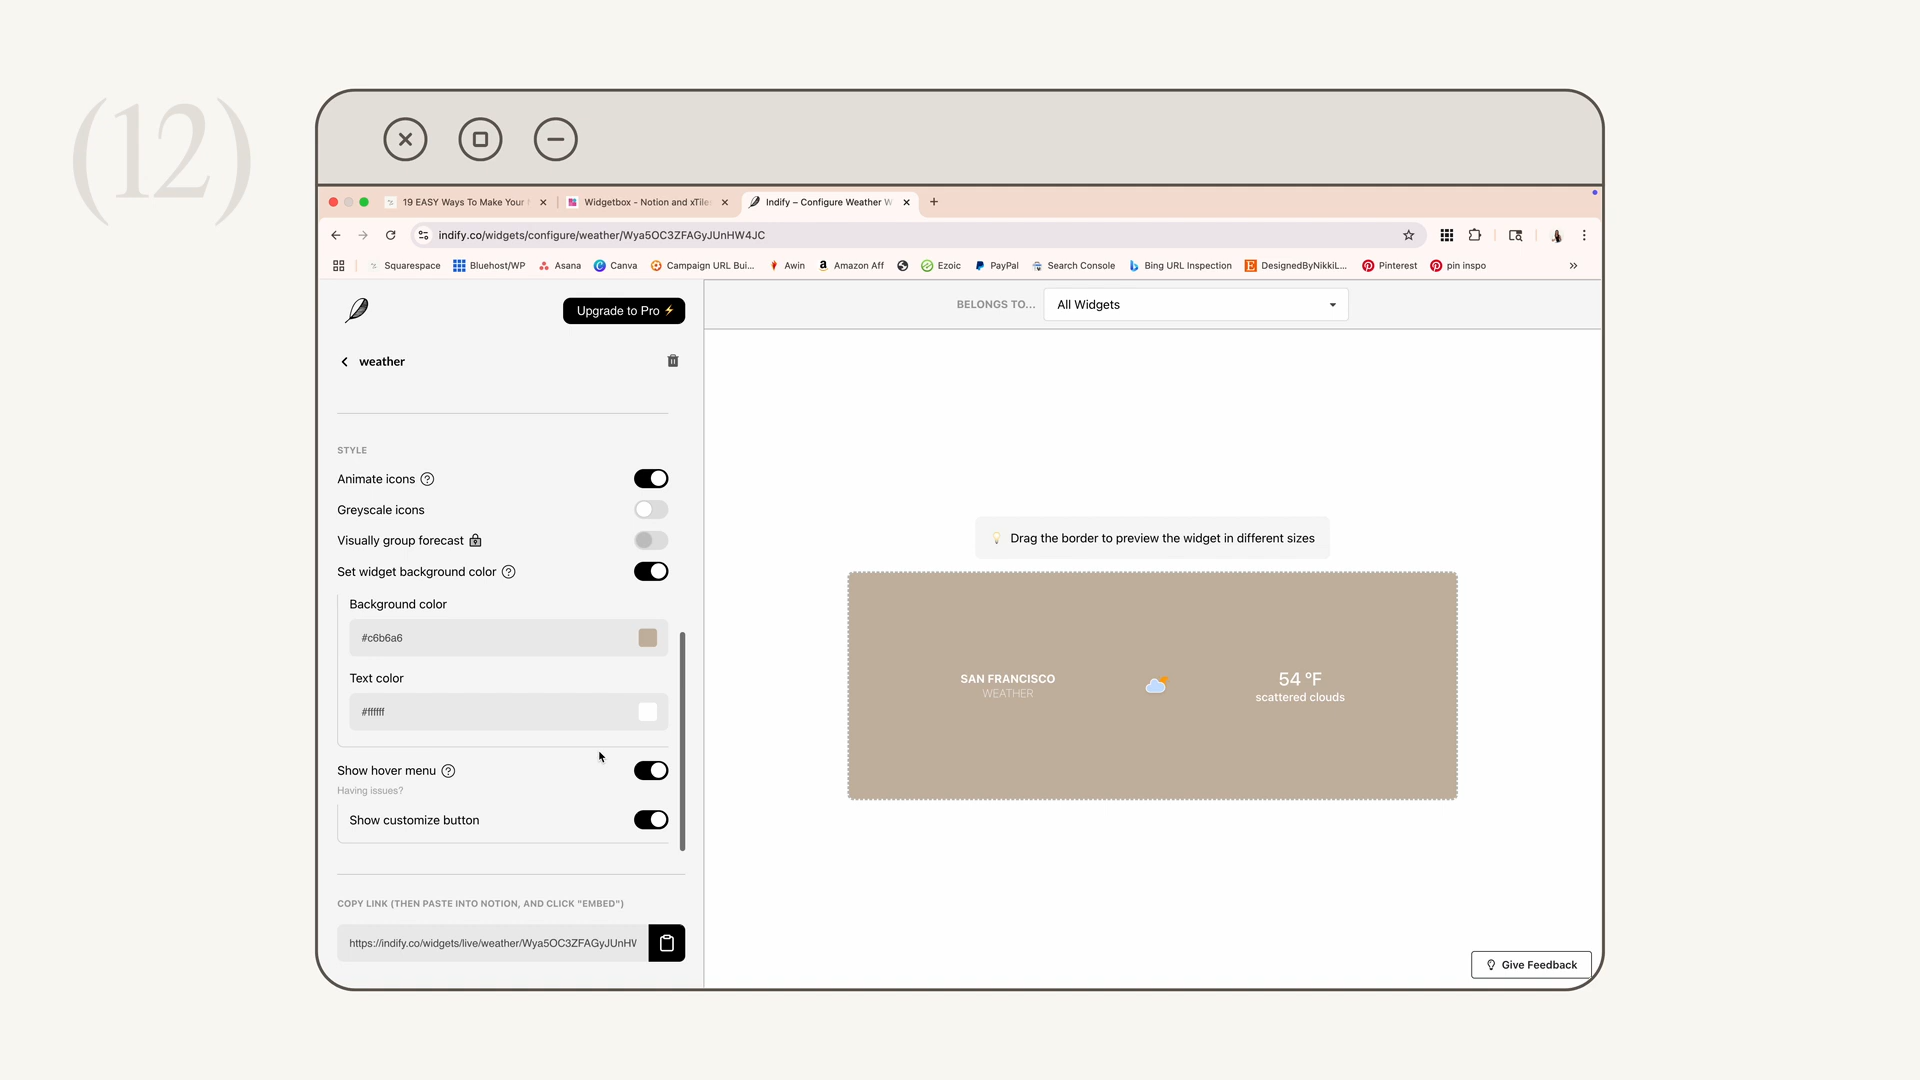 (12)
19 EASY Ways To Make Your
Widgetbox - Notion and xTile
Indify – Configure Weather W
indify.co/widgets/configure/weather/Wya5OC3ZFAGyJUnHW4JC
Squarespace
Bluehost/WP
Asana
Canva
Campaign URL Bui...
Awin
Amazon Aff
Ezoic
PayPal
Search Console
Bing URL Inspection
DesignedByNikkiL...
Pinterest
pin inspo
Upgrade to Pro⚡
BELONGS TO...
All Widgets
weather
STYLE
Animate icons
Greyscale icons
Visually group forecast
Set widget background color
Background color
#c6b6a6
Text color
#ffffff
Show hover menu
Having issues?
Show customize button
COPY LINK (THEN PASTE INTO NOTION, AND CLICK "EMBED")
https://indify.co/widgets/live/weather/Wya5OC3ZFAGyJUnHW
Drag the border to preview the widget in different sizes
SAN FRANCISCO
WEATHER
54 °F
scattered clouds
Give Feedback